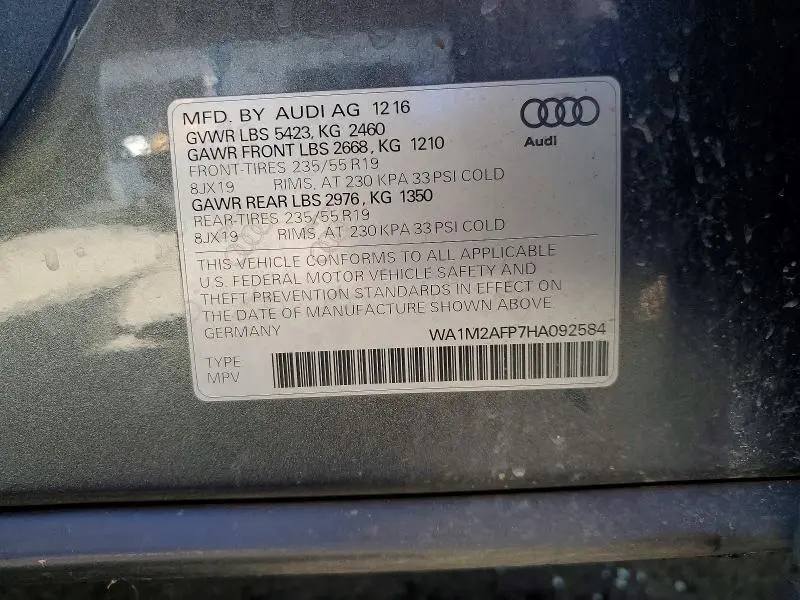 MFD. BY AUDI AG 12 16
GVWR LBS 5423, KG 2460
GAWR FRONT LBS 2668, KG 1210
FRONT-TIRES 235/55 R19
8JX19 RIMS, AT 230 KPA 33 PSI COLD
GAWR REAR LBS 2976, KG 1350
REAR-TIRES 235/55 R19
8JX19 RIMS, AT 230 KPA 33 PSI COLD
Audi
THIS VEHICLE CONFORMS TO ALL APPLICABLE
U.S. FEDERAL MOTOR VEHICLE SAFETY AND
THEFT PREVENTION STANDARDS IN EFFECT ON
THE DATE OF MANUFACTURE SHOWN ABOVE
GERMANY WA1M2AFP7HA092584
TYPE
MPV